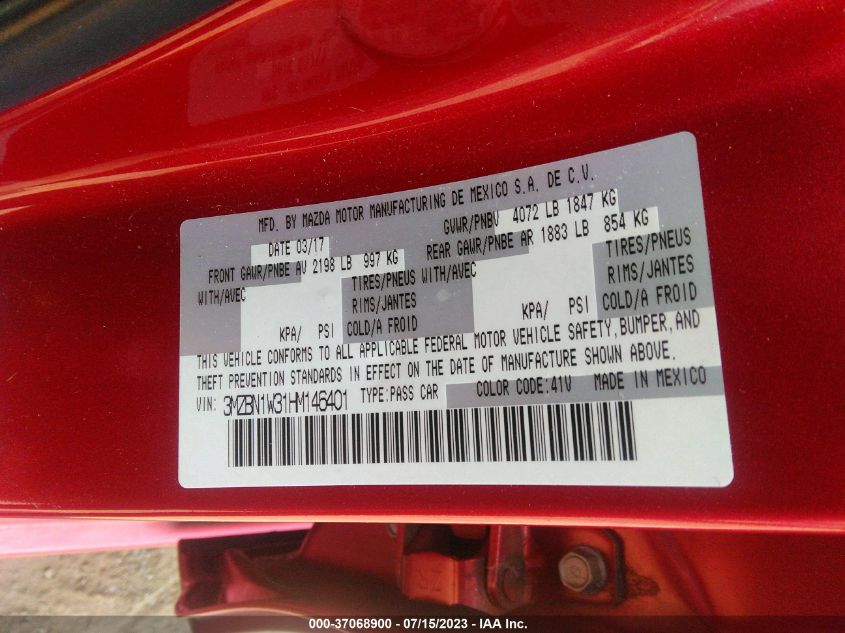 MFD. BY MAZDA MOTOR MANUFACTURING DE MEXICO S.A. DE C.V.
DATE 03/17 GVWR/PNBV 4072 LB 1847 KG
FRONT GAWR/PNBE AV 2198 LB 997 KG REAR GAWR/PNBE AR 1883 LB 854 KG
WITH/AVEC TIRES/PNEUS WITH/AVEC TIRES/PNEUS
RIMS/JANTES RIMS/JANTES
KPA/ PSI COLD/A FROID KPA/ PSI COLD/A FROID
THIS VEHICLE CONFORMS TO ALL APPLICABLE FEDERAL MOTOR VEHICLE SAFETY, BUMPER, AND
THEFT PREVENTION STANDARDS IN EFFECT ON THE DATE OF MANUFACTURE SHOWN ABOVE.
VIN: 3MZBN1W31HM146401 TYPE:PASS CAR COLOR CODE:41V MADE IN MEXICO
000-37068900 - 07/15/2023 - IAA Inc.